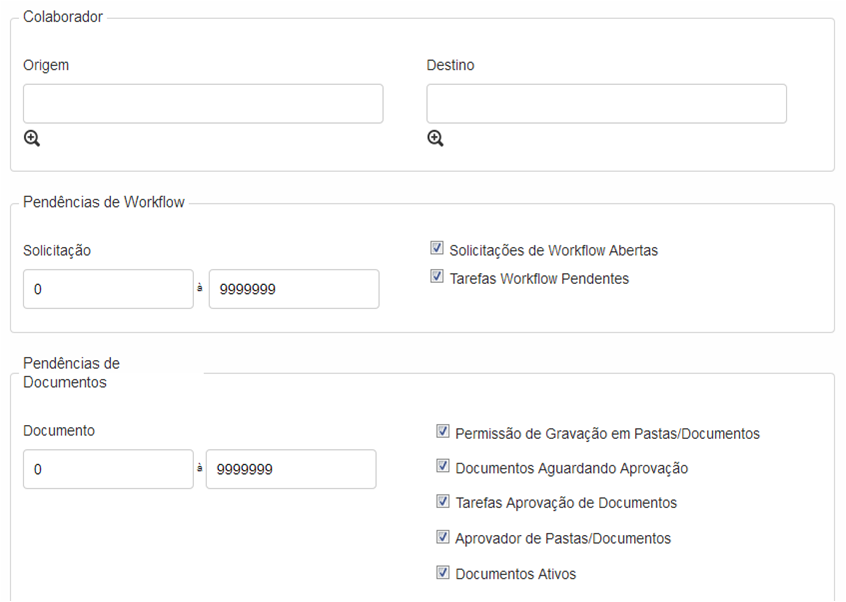 Colaborador
Origem
Destino
Pendências de Workflow
Solicitação
0 à 9999999
Solicitações de Workflow Abertas
Tarefas Workflow Pendentes
Pendências de
Documentos
Documento
0 à 9999999
Permissão de Gravação em Pastas/Documentos
Documentos Aguardando Aprovação
Tarefas Aprovação de Documentos
Aprovador de Pastas/Documentos
Documentos Ativos